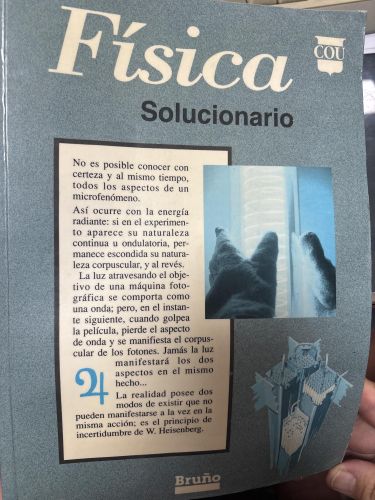 Física
COU
Solucionario
No es posible conocer con
certeza y al mismo tiempo,
todos los aspectos de un
microfenómeno.
Así ocurre con la energía
radiante: si en el experimen-
to aparece su naturaleza
continua u ondulatoria, per-
manece escondida su natura-
leza corpuscular, y al revés.
La luz atravesando el obje-
tivo de una máquina foto-
gráfica se comporta como
una onda; pero, en el instan-
te siguiente, cuando golpea
la película, pierde el aspecto
de onda y se manifiesta el corpus-
cular de los fotones. Jamás la luz
manifestará los dos
aspectos en el mismo
hecho...
La realidad posee dos
modos de existir que no
pueden manifestarse a la vez en la
misma acción; es el principio de
incertidumbre de W. Heisenberg.
Bruño